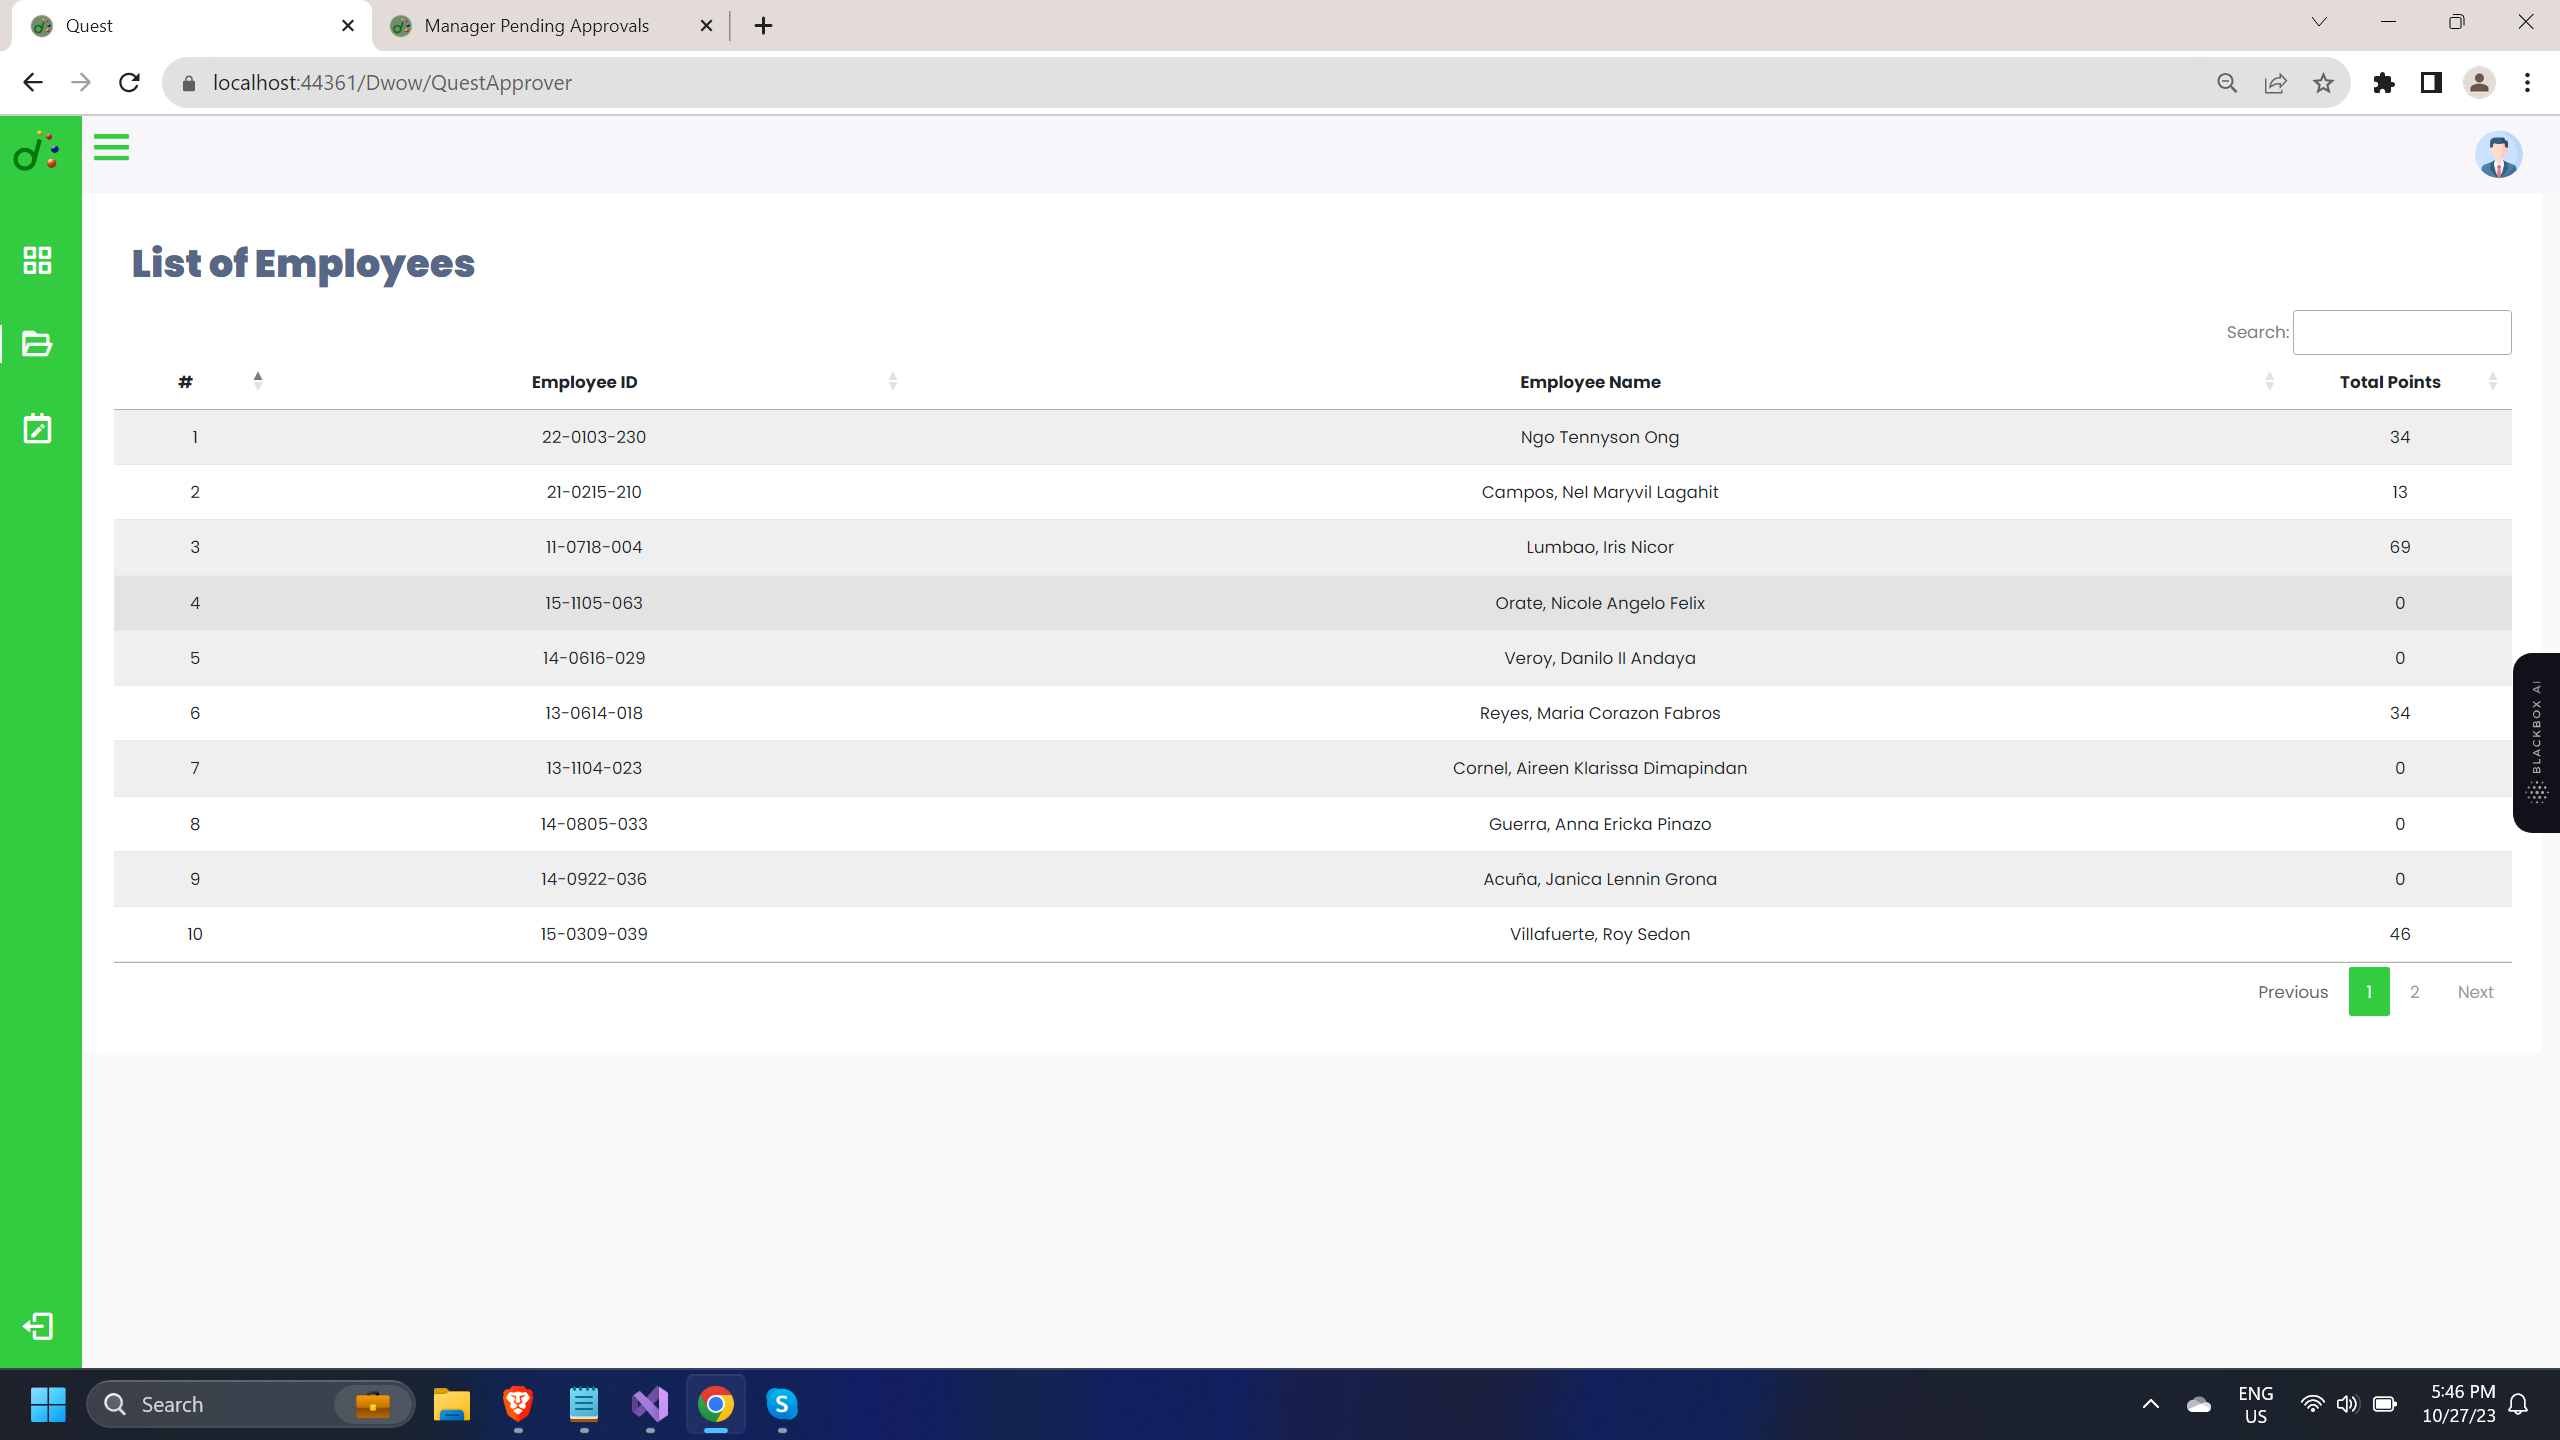 Quest
Manager Pending Approvals
localhost:44361/Dwow/QuestApprover
List of Employees
Search:
# Employee ID Employee Name Total Points
1 22-0103-230 Ngo Tennyson Ong 34
2 21-0215-210 Campos, Nel Maryvil Lagahit 13
3 11-0718-004 Lumbao, Iris Nicor 69
4 15-1105-063 Orate, Nicole Angelo Felix 0
5 14-0616-029 Veroy, Danilo II Andaya 0
6 13-0614-018 Reyes, Maria Corazon Fabros 34
7 13-1104-023 Cornel, Aireen Klarissa Dimapindan 0
8 14-0805-033 Guerra, Anna Ericka Pinazo 0
9 14-0922-036 Acuña, Janica Lennin Grona 0
10 15-0309-039 Villafuerte, Roy Sedon 46
Previous 1 2 Next
BLACKBOX AI
Search
S
ENG
US
5:46 PM
10/27/23